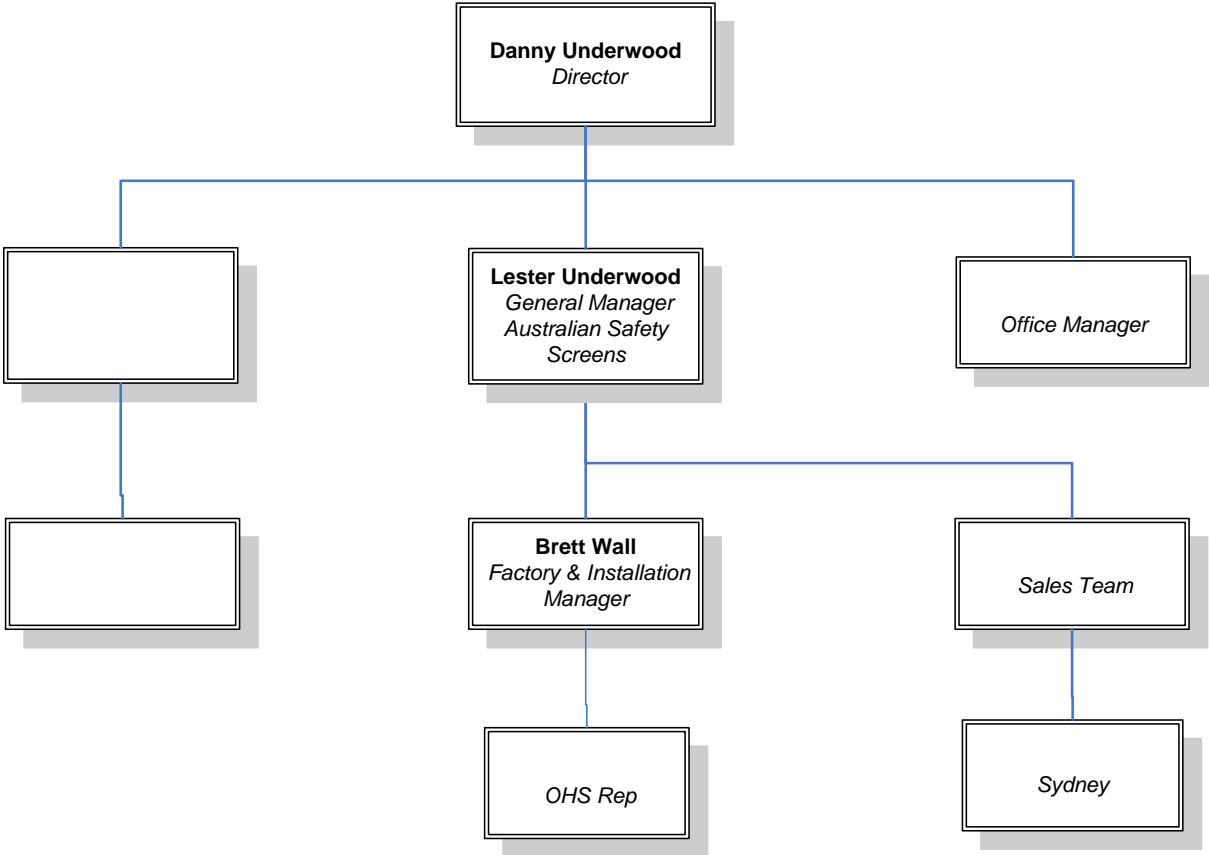 Danny Underwood
Director
Lester Underwood
General Manager
Australian Safety
Screens
Office Manager
Brett Wall
Factory & Installation
Manager
Sales Team
OHS Rep
Sydney